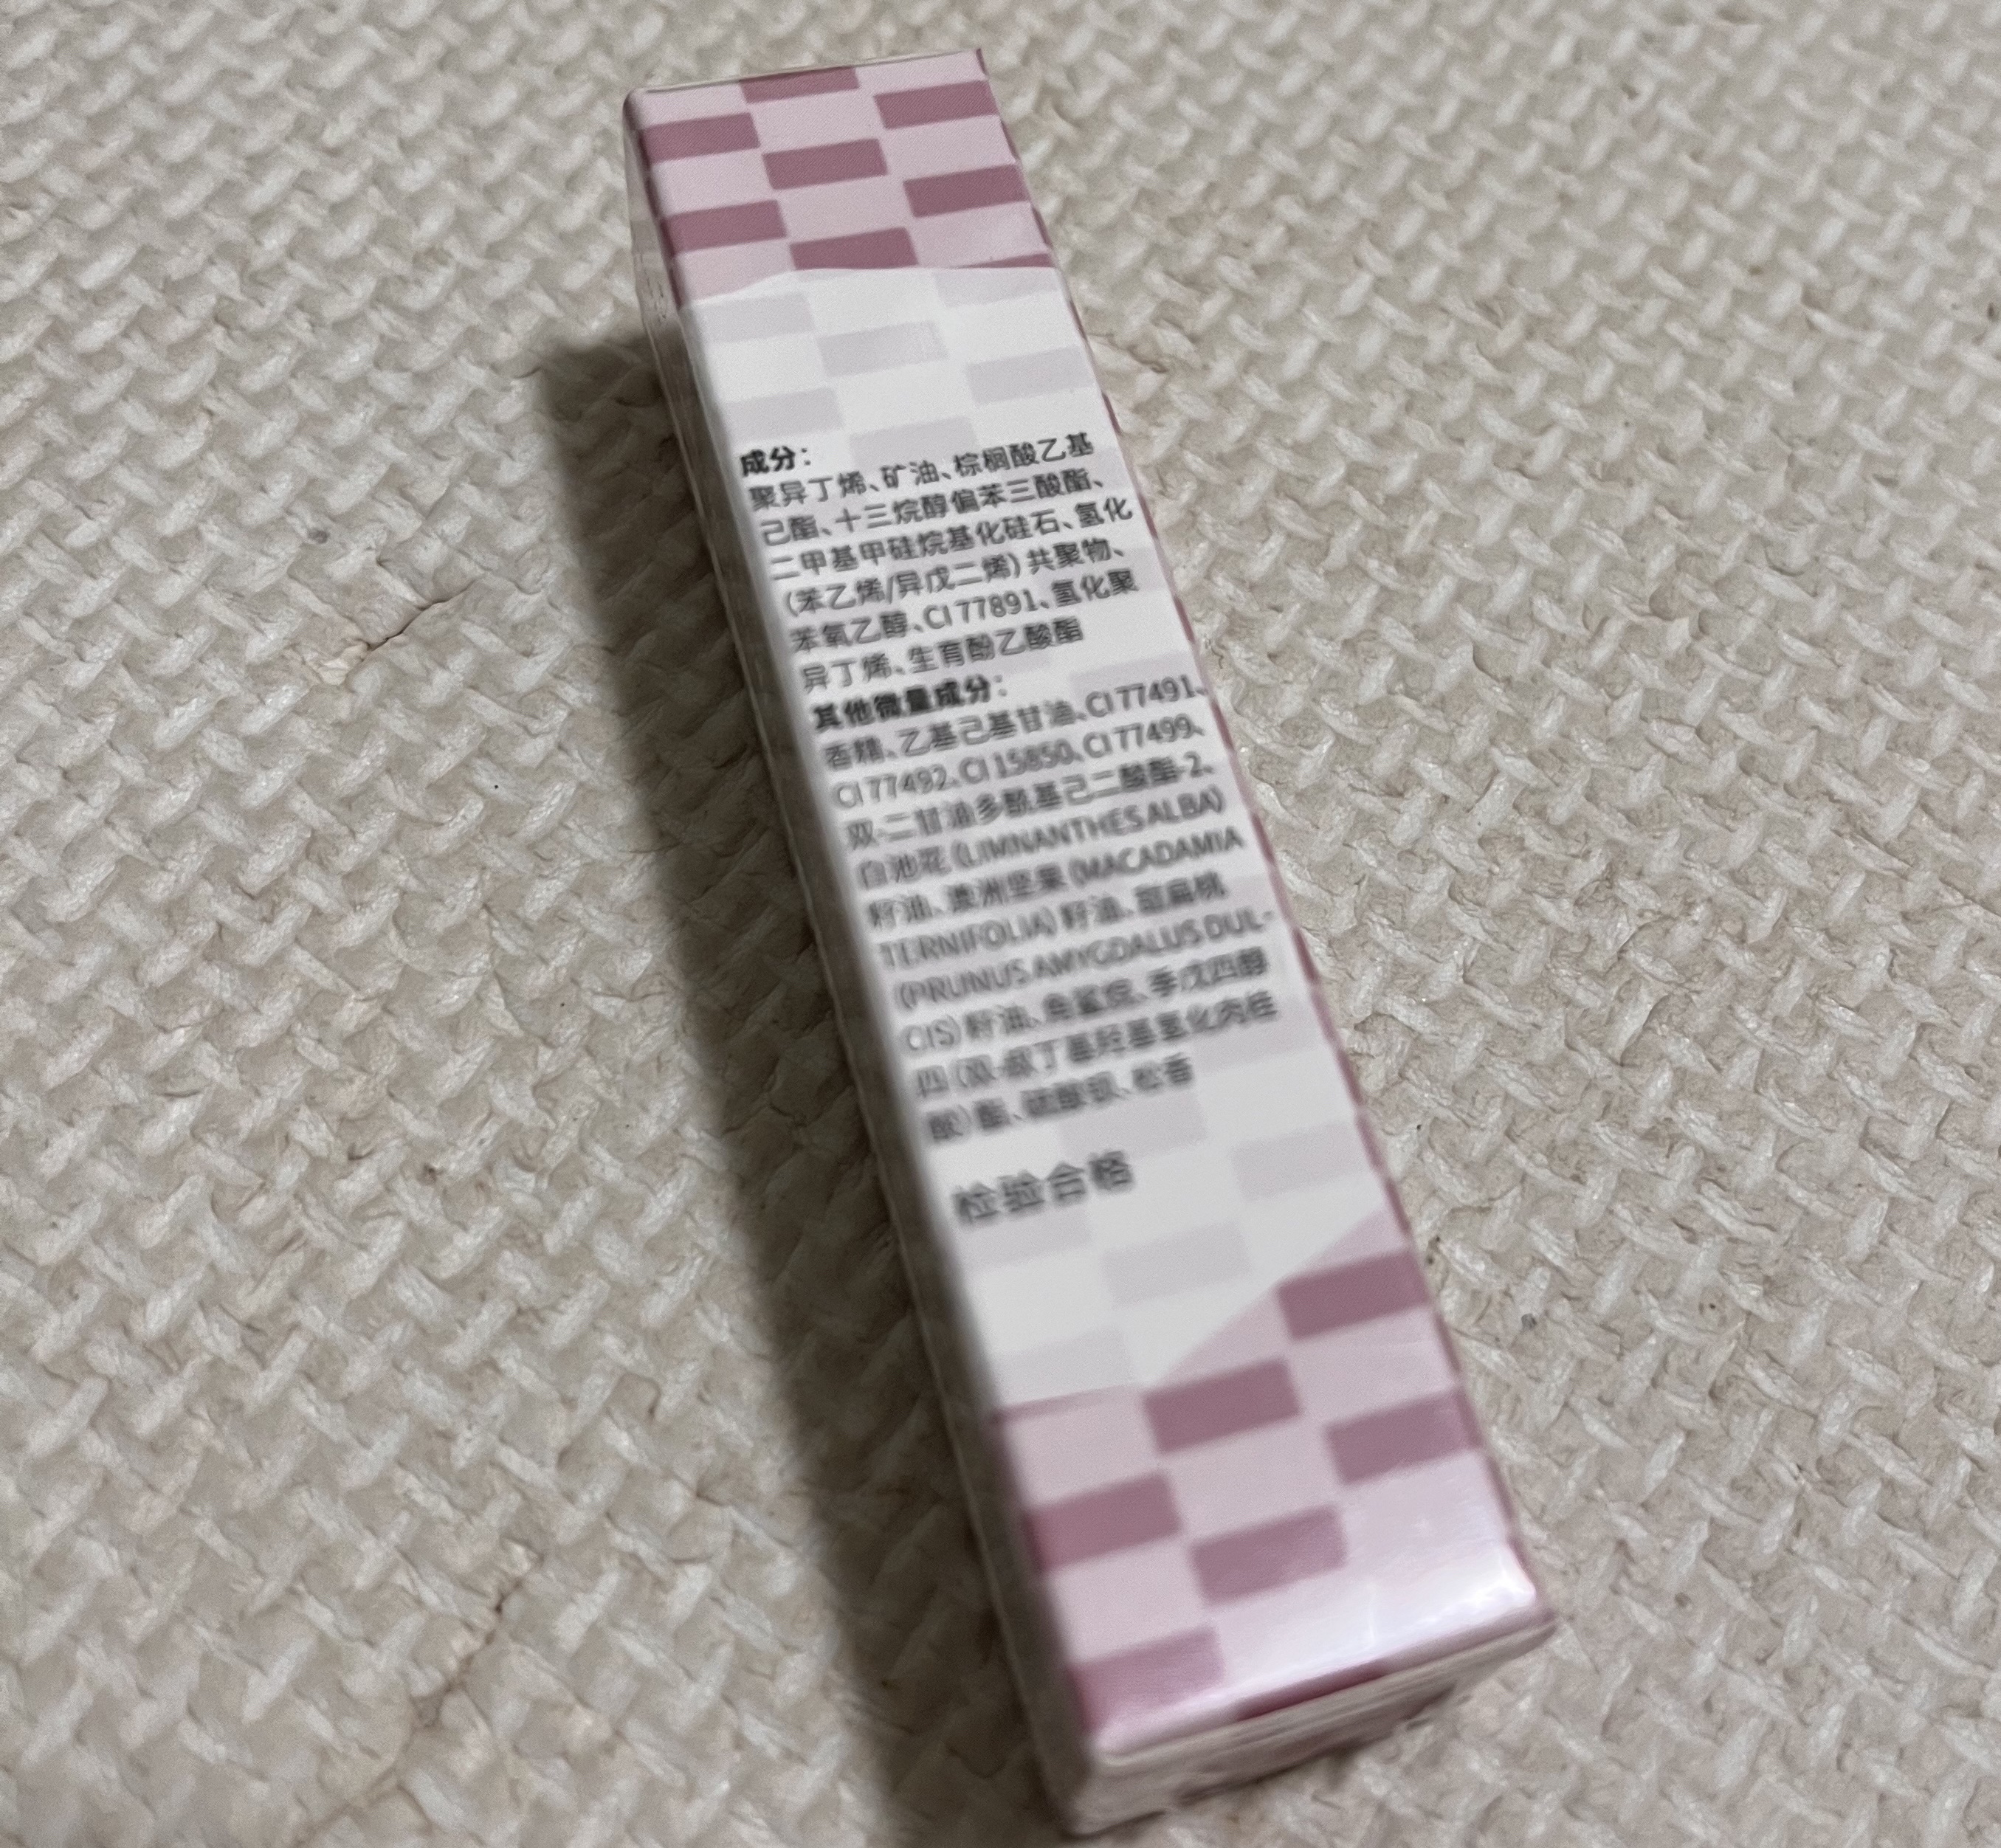 成分:
聚异丁烯、矿油、棕榈酸乙基
己酯、十三烷醇偏苯三酸酯、
二甲基甲硅烷基化硅石、氢化
(苯乙烯/异戊二烯) 共聚物、
苯氧乙醇、CI 77891、氢化聚
异丁烯、生育酚乙酸酯
其他微量成分:
香精、乙基己基甘油、CI 77491、
CI 77492、CI 15850、CI 77499、
双-二甘油多酰基己二酸酯-2、
白池花 (LIMNANTHES ALBA)
籽油、澳洲坚果 (MACADAMIA
TERNIFOLIA) 籽油、甜扁桃
(PRUNUS AMYGDALUS DUL-
CIS) 籽油、角鲨烷、季戊四醇
四 (双-叔丁基羟基氢化肉桂
酸) 酯、硫酸钡、松香
检验合格